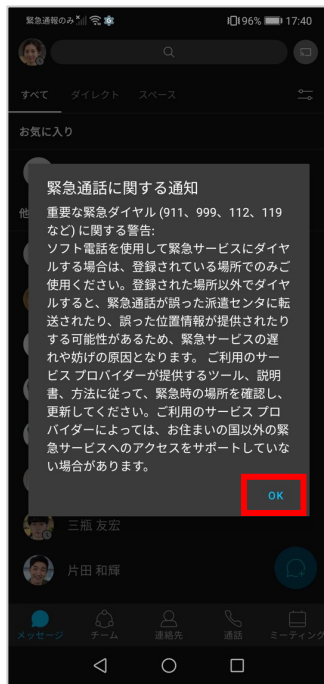 緊急通報のみ 96% 17:40
すべて ダイレクト スペース
お気に入り
他
緊急通話に関する通知
重要な緊急ダイヤル (911、999、112、119
など) に関する警告:
ソフト電話を使用して緊急サービスにダイヤ
ルする場合は、登録されている場所でのみご
使用ください。登録された場所以外でダイヤ
ルすると、緊急通話が誤った派遣センタに転
送されたり、誤った位置情報が提供されたり
する可能性があるため、緊急サービスの遅
れや妨げの原因となります。 ご利用のサー
ビス プロバイダーが提供するツール、説明
書、方法に従って、緊急時の場所を確認し、
更新してください。ご利用のサービス プロ
バイダーによっては、お住まいの国以外の緊
急サービスへのアクセスをサポートしていな
い場合があります。
OK
三瓶 友宏
片田 和輝
メッセージ チーム 連絡先 通話 ミーティング